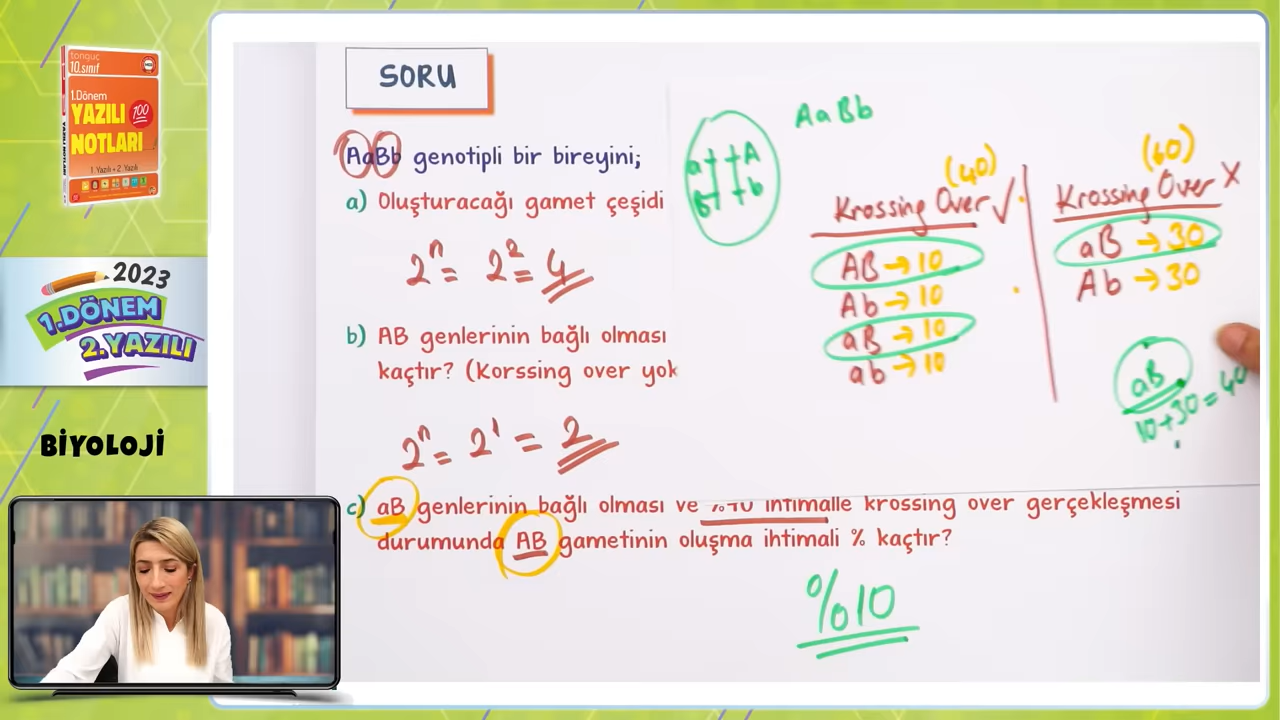 tonguç
10.sınıf
1.Dönem
YAZILI
100
NOTLARI
YAZILI NOTLARI
1. Yazılı - 2. Yazılı
2023
1.DÖNEM
2.YAZILI
BİYOLOJİ
SORU
AaBb genotipli bir bireyini;
a) Oluşturacağı gamet çeşidi
2ⁿ = 2² = 4
b) AB genlerinin bağlı olması
kaçtır? (Korssing over yok
2ⁿ = 2¹ = 2
c) aB genlerinin bağlı olması ve %40 intimalle krossing over gerçekleşmesi
durumunda AB gametinin oluşma ihtimali % kaçtır?
%10
AaBb
a A
B b
(40)
Krossing Over ✓
AB → 10
Ab → 10
aB → 10
ab → 10
(60)
Krossing Over X
aB → 30
Ab → 30
aB
10+30=40